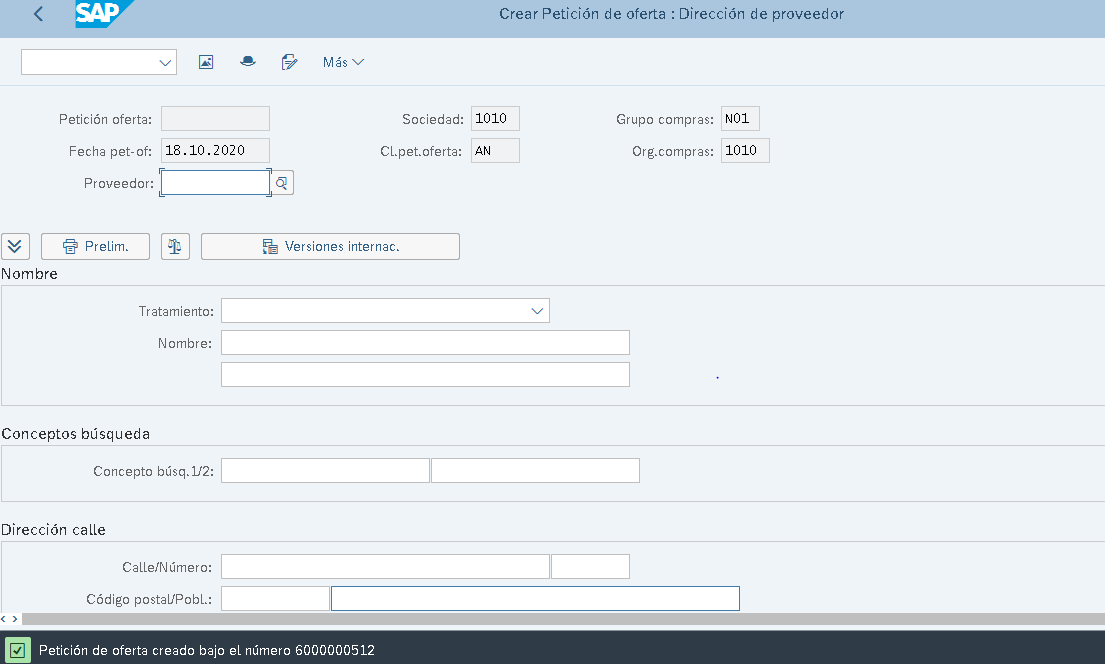 SAP
Crear Petición de oferta : Dirección de proveedor
Más
Petición oferta:
Sociedad: 1010
Grupo compras: N01
Fecha pet-of: 18.10.2020
Cl.pet.oferta: AN
Org.compras: 1010
Proveedor:
Prelim.
Versiones internac.
Nombre
Tratamiento:
Nombre:
Conceptos búsqueda
Concepto búsq.1/2:
Dirección calle
Calle/Número:
Código postal/Pobl.:
Petición de oferta creado bajo el número 6000000512